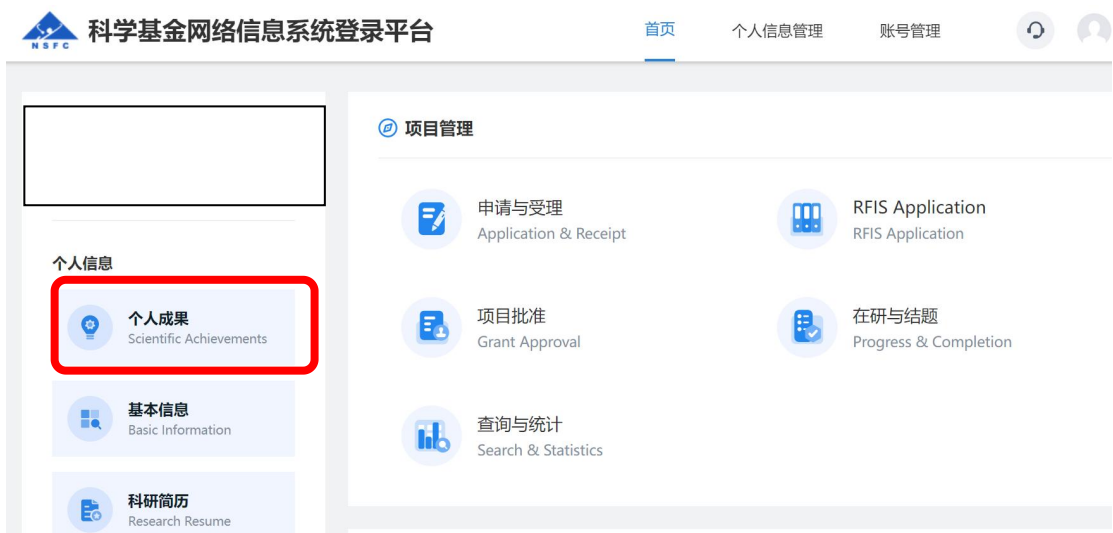 NSFC
科学基金网络信息系统登录平台
首页
个人信息管理
账号管理
个人信息
个人成果
Scientific Achievements
基本信息
Basic Information
科研简历
Research Resume
项目管理
申请与受理
Application & Receipt
RFIS Application
RFIS Application
项目批准
Grant Approval
在研与结题
Progress & Completion
查询与统计
Search & Statistics